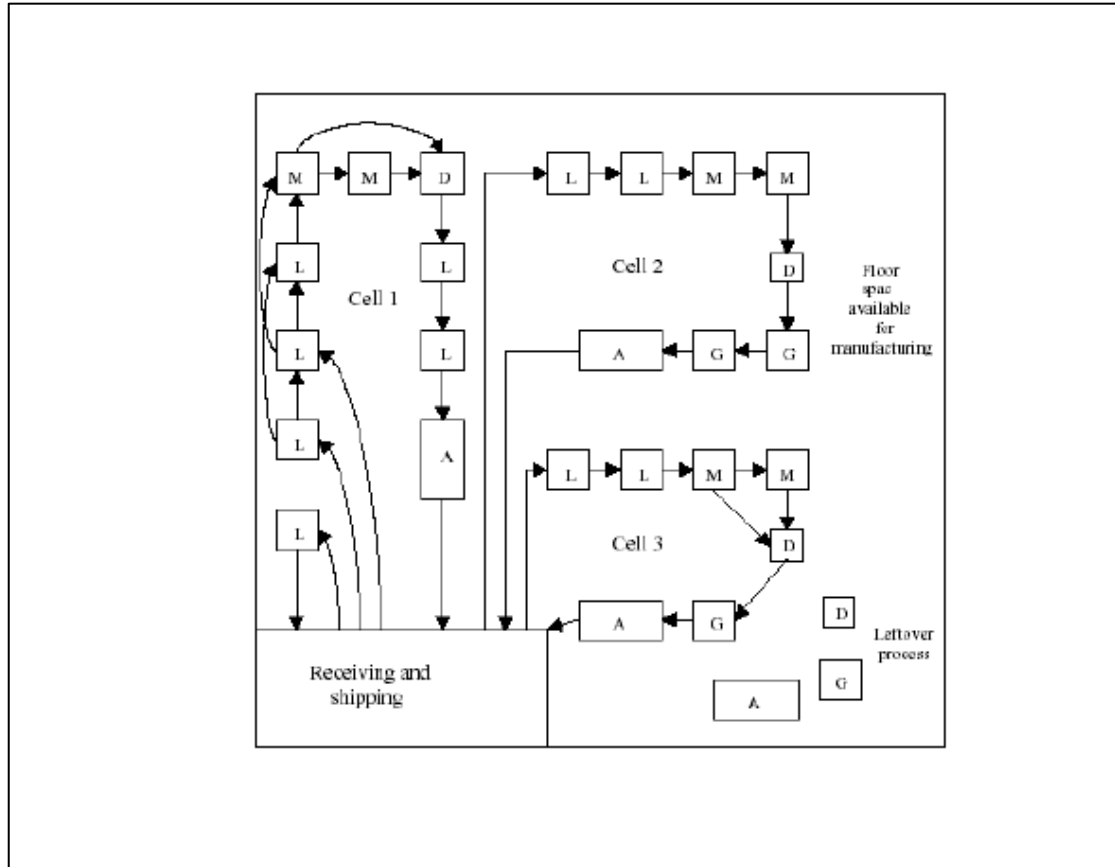 M
M
D
L
L
M
M
L
L
Cell 1
Cell 2
D
Floor
spac
available
for
manufacturing
L
L
A
G
G
L
A
L
L
M
M
L
Cell 3
D
A
G
D
Leftover
process
Receiving and
shipping
A
G